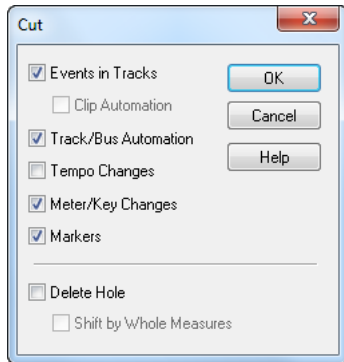 Cut
Events in Tracks
OK
Clip Automation
Cancel
Track/Bus Automation
Help
Tempo Changes
Meter/Key Changes
Markers
Delete Hole
Shift by Whole Measures